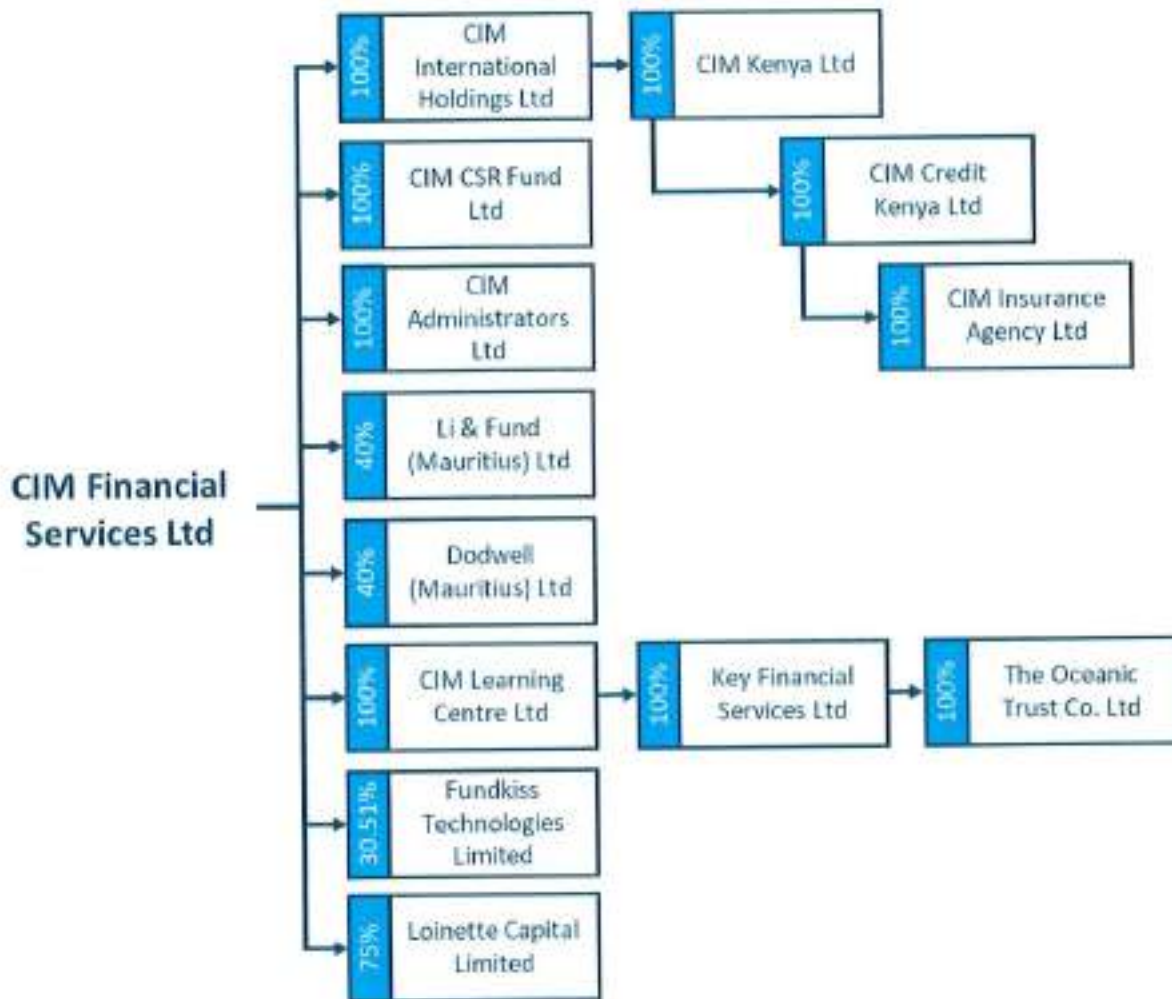 100%
CIM
International
Holdings Ltd
100%
CIM Kenya Ltd
100%
CIM CSR Fund
Ltd
100%
CIM Credit
Kenya Ltd
100%
CIM
Administrators
Ltd
100%
CIM Insurance
Agency Ltd
40%
Li & Fund
(Mauritius) Ltd
CIM Financial
Services Ltd
40%
Dodwell
(Mauritius) Ltd
100%
CIM Learning
Centre Ltd
100%
Key Financial
Services Ltd
100%
The Oceanic
Trust Co. Ltd
30.51%
Fundkiss
Technologies
Limited
75%
Loinette Capital
Limited